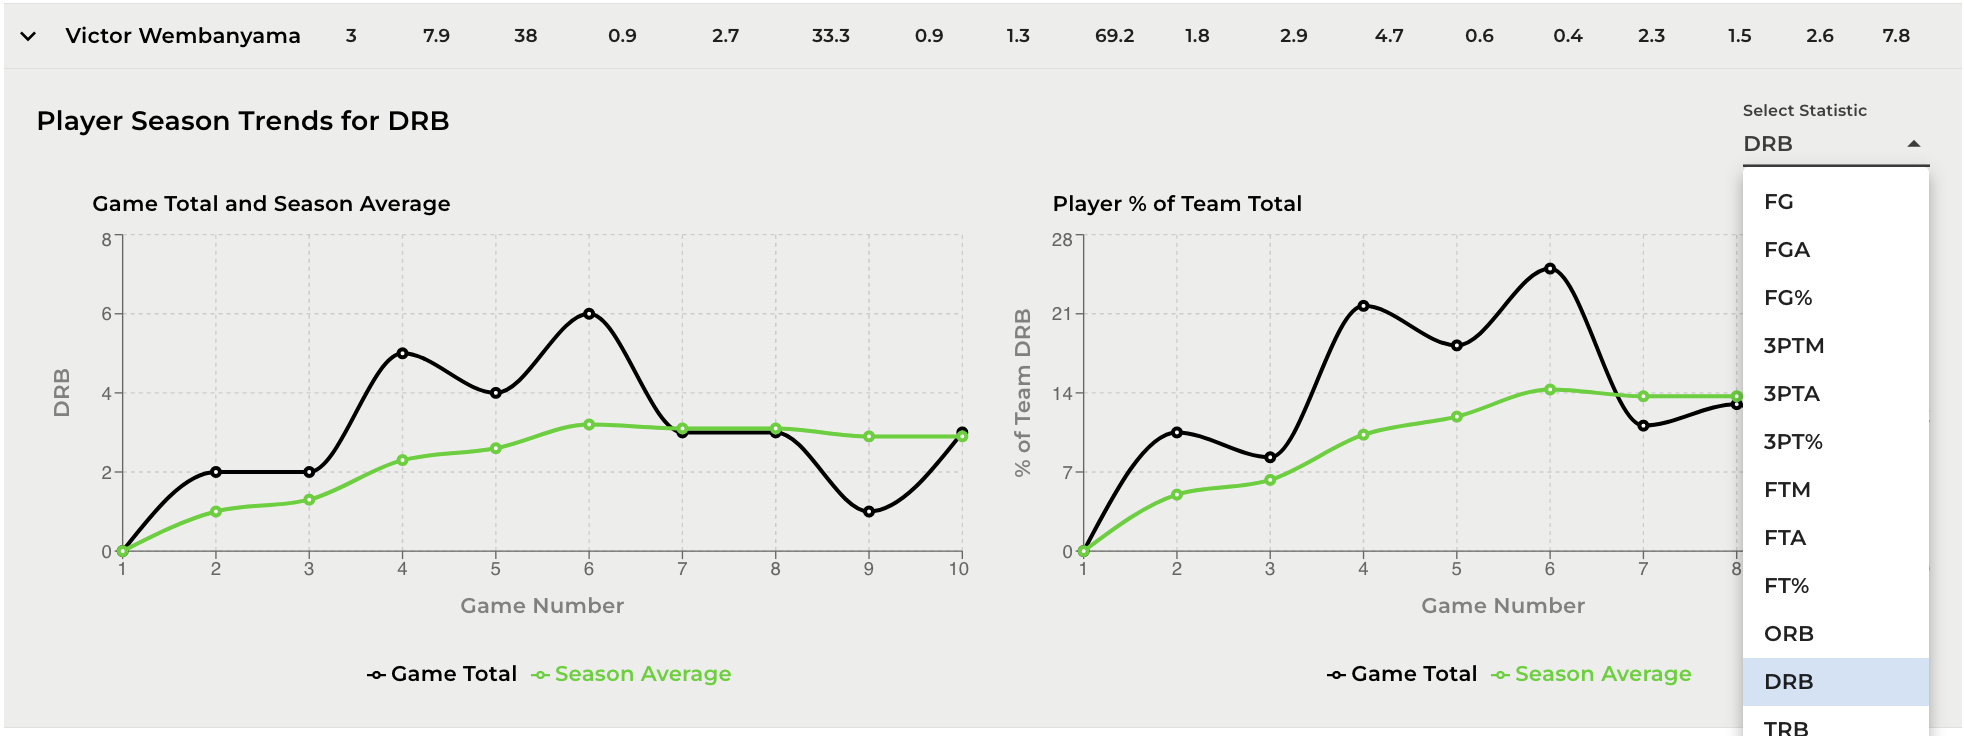 Victor Wembanyama 3 7.9 38 0.9 2.7 33.3 0.9 1.3 69.2 1.8 2.9 4.7 0.6 0.4 2.3 1.5 2.6 7.8
Player Season Trends for DRB
Select Statistic
DRB
Game Total and Season Average
8
6
4
2
0
DRB
1 2 3 4 5 6 7 8 9 10
Game Number
Game Total Season Average
Player % of Team Total
28
21
14
7
0
% of Team DRB
1 2 3 4 5 6 7 8
Game Number
Game Total Season Average
FG
FGA
FG%
3PTM
3PTA
3PT%
FTM
FTA
FT%
ORB
DRB
TRB